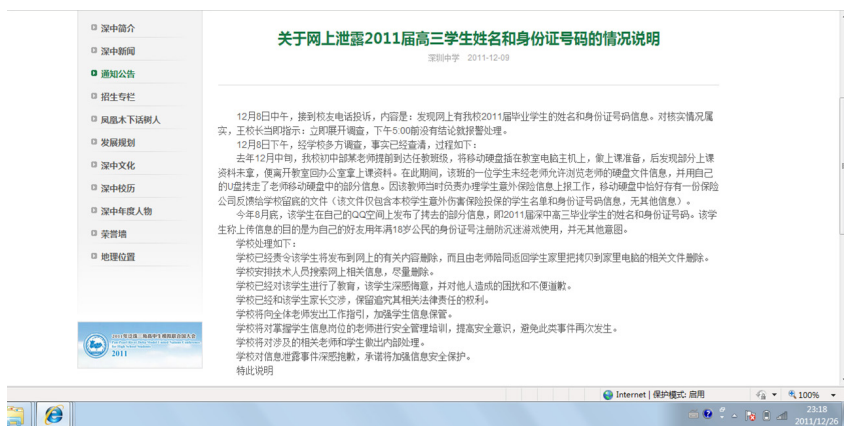 深中简介
深中新闻
通知公告
招生专栏
凤凰木下话树人
发展规划
深中文化
深中校历
深中年度人物
荣誉墙
地理位置
2011
关于网上泄露2011届高三学生姓名和身份证号码的情况说明
深圳中学 2011-12-09
12月8日中午，接到校友电话投诉，内容是：发现网上有我校2011届毕业学生的姓名和身份证号码信息。对核实情况属
实，王校长当即指示：立即展开调查，下午5:00前没有结论就报警处理。
12月8日下午，经学校多方调查，事实已经查清，过程如下：
去年12月中旬，我校初中部某老师提前到达任教班级，将移动硬盘插在教室电脑主机上，做上课准备，后发现部分上课
资料未拿，便离开教室回办公室拿上课资料。在此期间，该班的一位学生未经老师允许浏览老师的硬盘文件信息，并用自己
的U盘拷走了老师移动硬盘中的部分信息。因该教师当时负责办理学生意外保险信息上报工作，移动硬盘中恰好存有一份保险
公司反馈给学校留底的文件（该文件仅包含本校学生意外伤害保险投保的学生名单和身份证号码信息，无其他信息）。
今年8月底，该学生在自己的QQ空间上发布了拷去的部分信息，即2011届深中高三毕业学生的姓名和身份证号码。该学
生称上传信息的目的是为自己的好友用年满18岁公民的身份证号注册防沉迷游戏使用，并无其他意图。
学校处理如下：
学校已经责令该学生将发布到网上的有关内容删除，而且由老师陪同返回学生家里把拷贝到家里电脑的相关文件删除。
学校安排技术人员搜索网上相关信息，尽量删除。
学校已经对该学生进行了教育，该学生深感悔意，并对他人造成的困扰和不便道歉。
学校已经和该学生家长交涉，保留追究其相关法律责任的权利。
学校将向全体老师发出工作指引，加强学生信息保管。
学校将对掌握学生信息岗位的老师进行安全管理培训，提高安全意识，避免此类事件再次发生。
学校将对涉及的相关老师和学生做出内部处理。
学校对信息泄露事件深感抱歉，承诺将加强信息安全保护。
特此说明
Internet | 保护模式: 启用
100%
23:18
2011/12/26